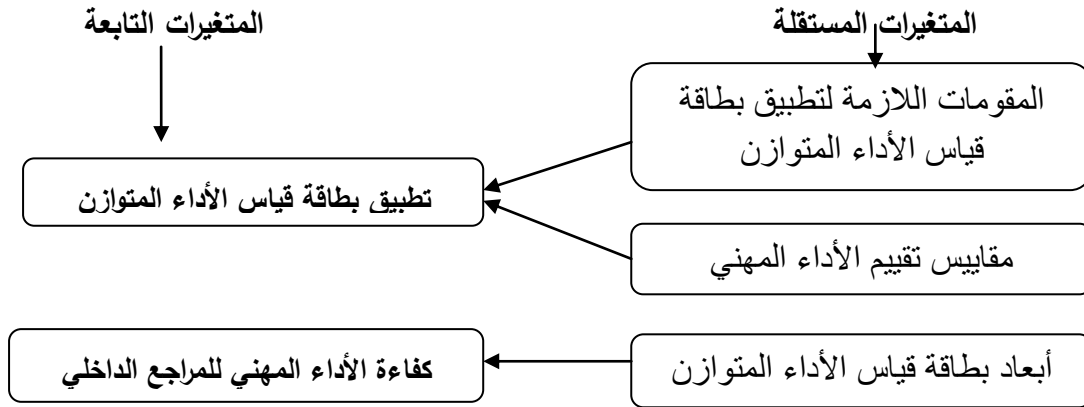 المتغيرات المستقلة
المتغيرات التابعة
المقومات اللازمة لتطبيق بطاقة
قياس الأداء المتوازن
تطبيق بطاقة قياس الأداء المتوازن
مقاييس تقييم الأداء المهني
أبعاد بطاقة قياس الأداء المتوازن
كفاءة الأداء المهني للمراجع الداخلي